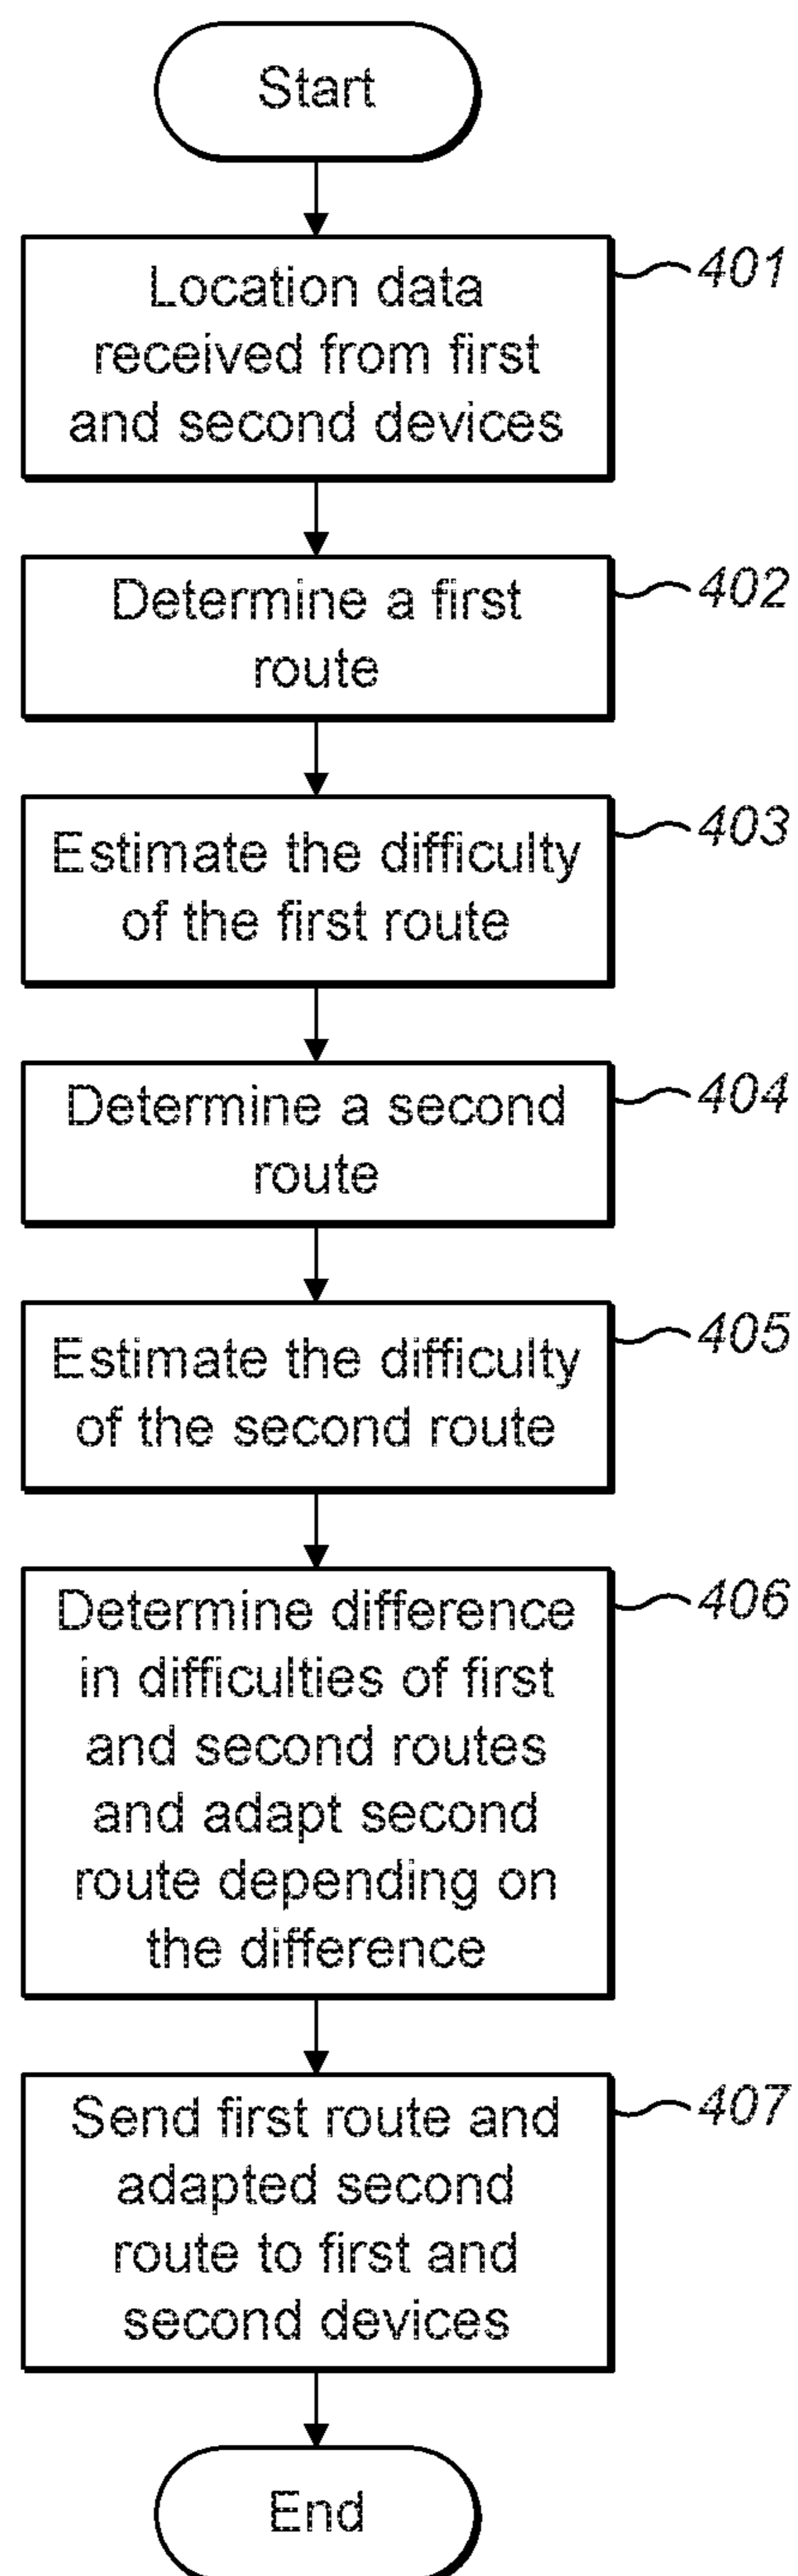 Start
Location data
received from first
and second devices
401
Determine a first
route
402
Estimate the difficulty
of the first route
403
Determine a second
route
404
Estimate the difficulty
of the second route
405
Determine difference
in difficulties of first
and second routes
and adapt second
route depending on
the difference
406
Send first route and
adapted second
route to first and
second devices
407
End